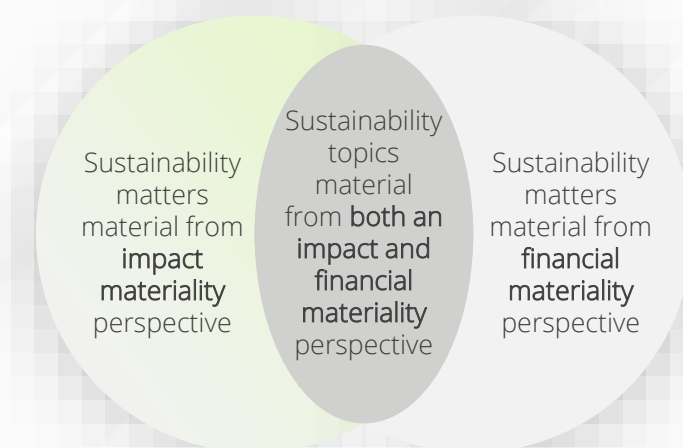 Sustainability
matters
material from
impact
materiality
perspective
Sustainability
topics
material
from both an
impact and
financial
materiality
perspective
Sustainability
matters
material from
financial
materiality
perspective